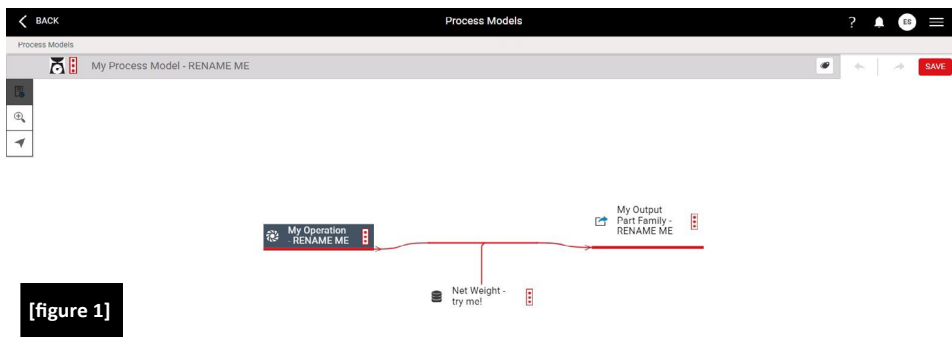 BACK
Process Models
?
ES
Process Models
My Process Model - RENAME ME
SAVE
My Output
Part Family -
RENAME ME
My Operation
- RENAME ME
Net Weight -
try me!
[figure 1]